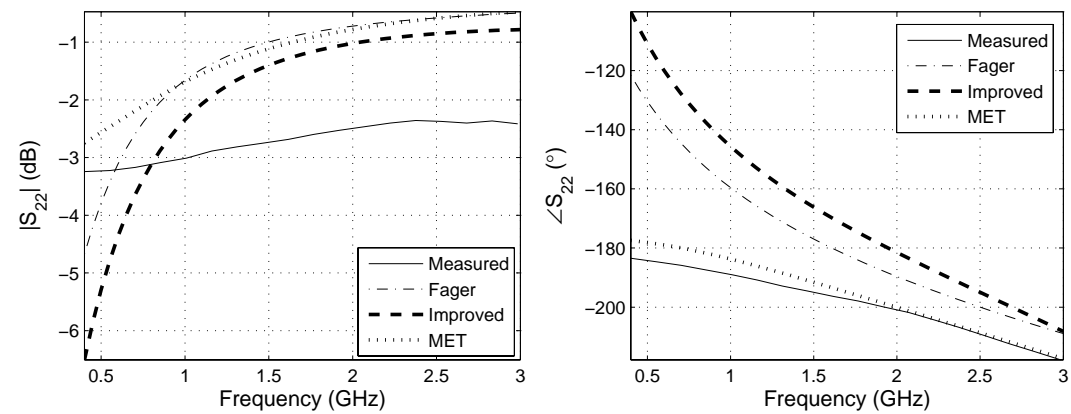 |S22| (dB)
−1
−2
−3
−4
−5
−6
0.5 1 1.5 2 2.5 3
Frequency (GHz)
Measured
Fager
Improved
MET
∠S22 (°)
−120
−140
−160
−180
−200
0.5 1 1.5 2 2.5 3
Frequency (GHz)
Measured
Fager
Improved
MET